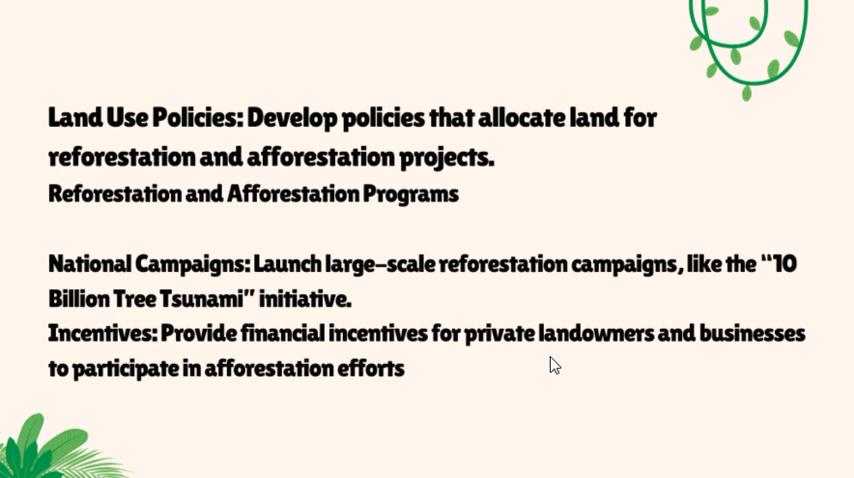 Land Use Policies: Develop policies that allocate land for
reforestation and afforestation projects.
Reforestation and Afforestation Programs
National Campaigns: Launch large-scale reforestation campaigns, like the "10
Billion Tree Tsunami" initiative.
Incentives: Provide financial incentives for private landowners and businesses
to participate in afforestation efforts